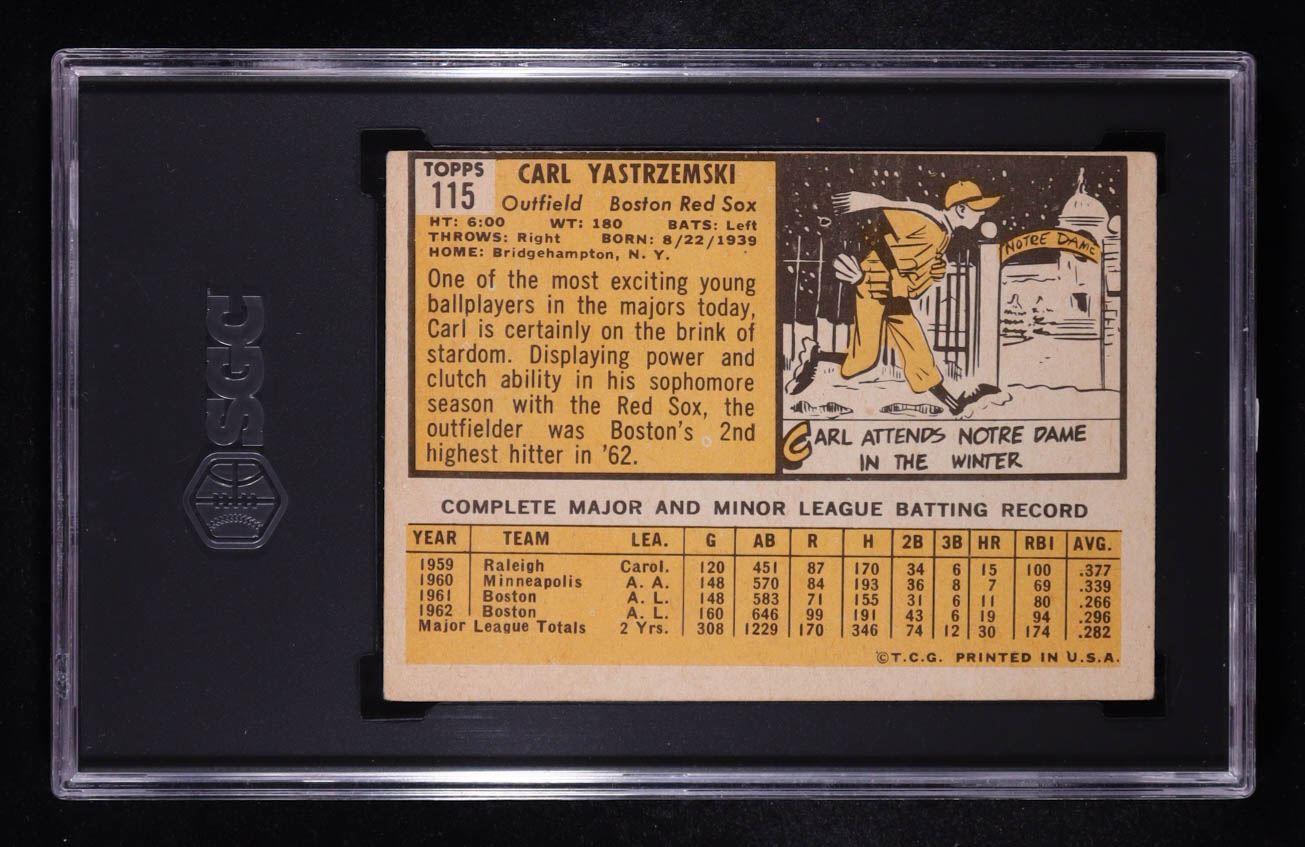 SGC
TOPPS
115
CARL YASTRZEMSKI
Outfield Boston Red Sox
HT: 6:00 WT: 180 BATS: Left
THROWS: Right BORN: 8/22/1939
HOME: Bridgehampton, N. Y.
One of the most exciting young
ballplayers in the majors today,
Carl is certainly on the brink of
stardom. Displaying power and
clutch ability in his sophomore
season with the Red Sox, the
outfielder was Boston's 2nd
highest hitter in '62.
NOTRE DAME
CARL ATTENDS NOTRE DAME
IN THE WINTER
COMPLETE MAJOR AND MINOR LEAGUE BATTING RECORD
YEAR TEAM LEA. G AB R H 2B 3B HR RBI AVG.
1959 Raleigh Carol. 120 451 87 170 34 6 15 100 .377
1960 Minneapolis A. A. 148 570 84 193 36 8 7 69 .339
1961 Boston A. L. 148 583 71 155 31 6 11 80 .266
1962 Boston A. L. 160 646 99 191 43 6 19 94 .296
Major League Totals 2 Yrs. 308 1229 170 346 74 12 30 174 .282
©T.C.G. PRINTED IN U.S.A.